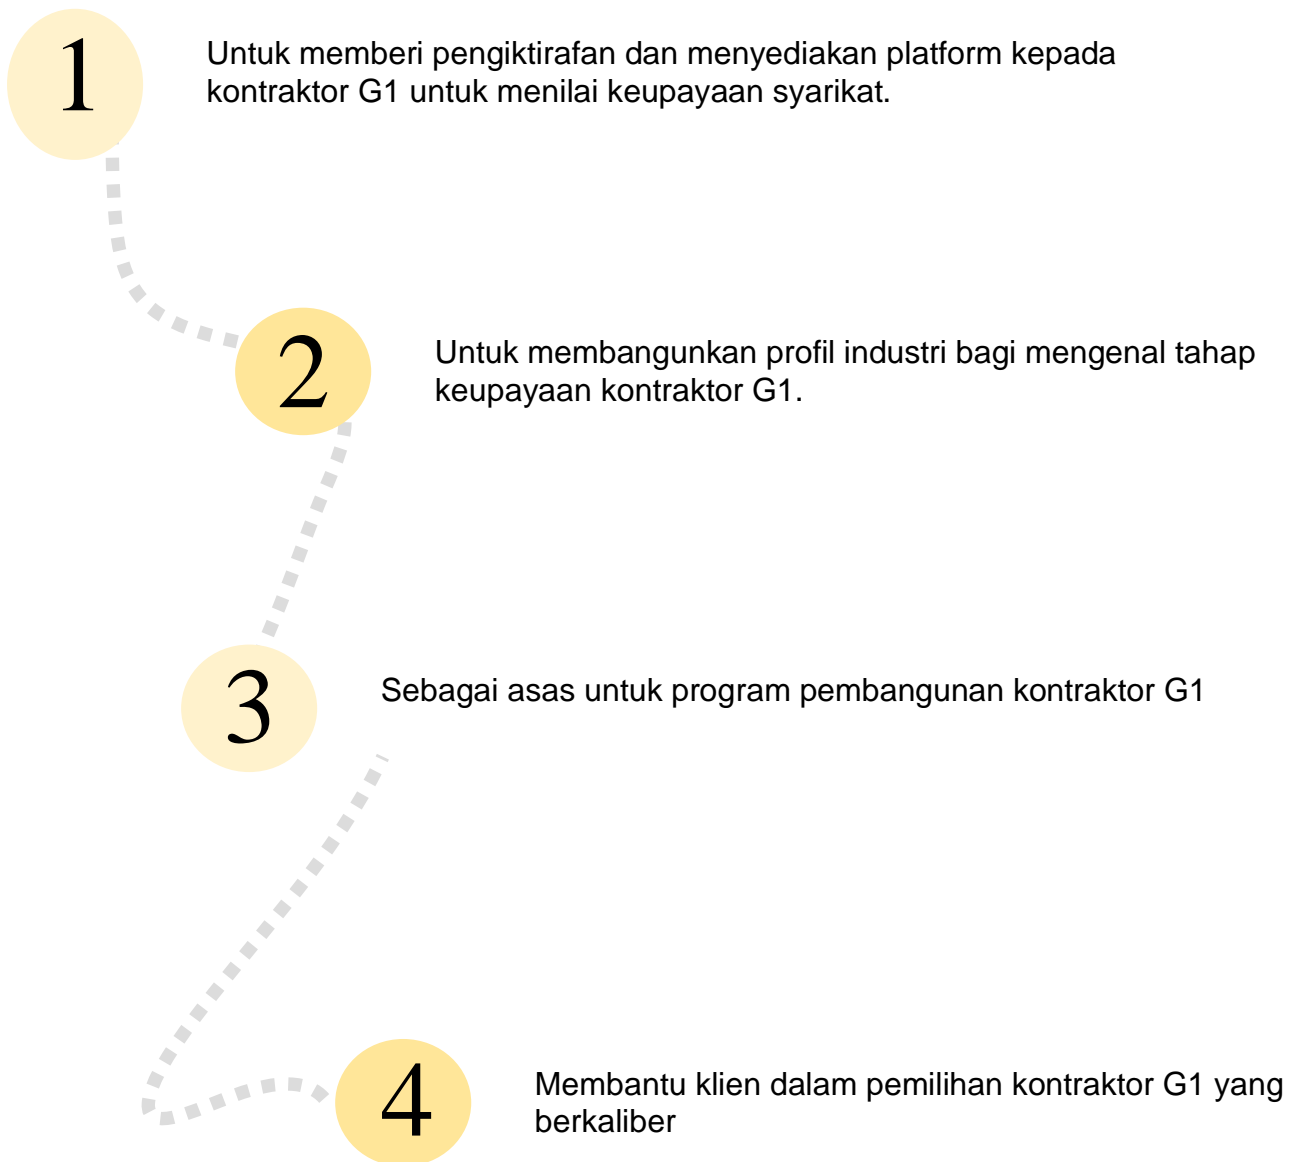 1
Untuk memberi pengiktirafan dan menyediakan platform kepada
kontraktor G1 untuk menilai keupayaan syarikat.
2
Untuk membangunkan profil industri bagi mengenal tahap
keupayaan kontraktor G1.
3
Sebagai asas untuk program pembangunan kontraktor G1
4
Membantu klien dalam pemilihan kontraktor G1 yang
berkaliber